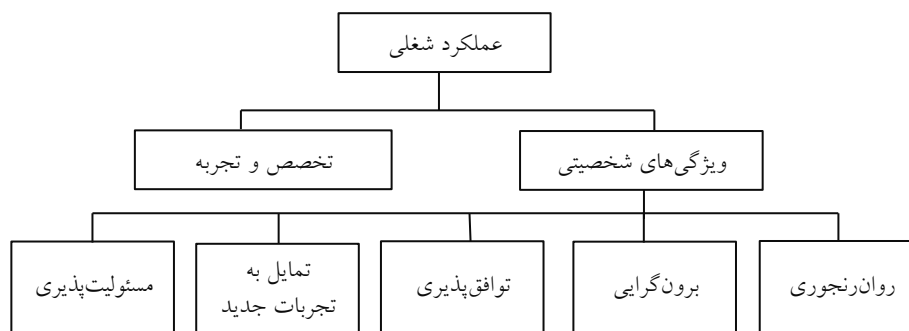 عملکرد شغلی
ویژگی‌های شخصیتی
تخصص و تجربه
روان‌رنجوری
برون‌گرایی
توافق‌پذیری
تمایل به
تجربات جدید
مسئولیت‌پذیری